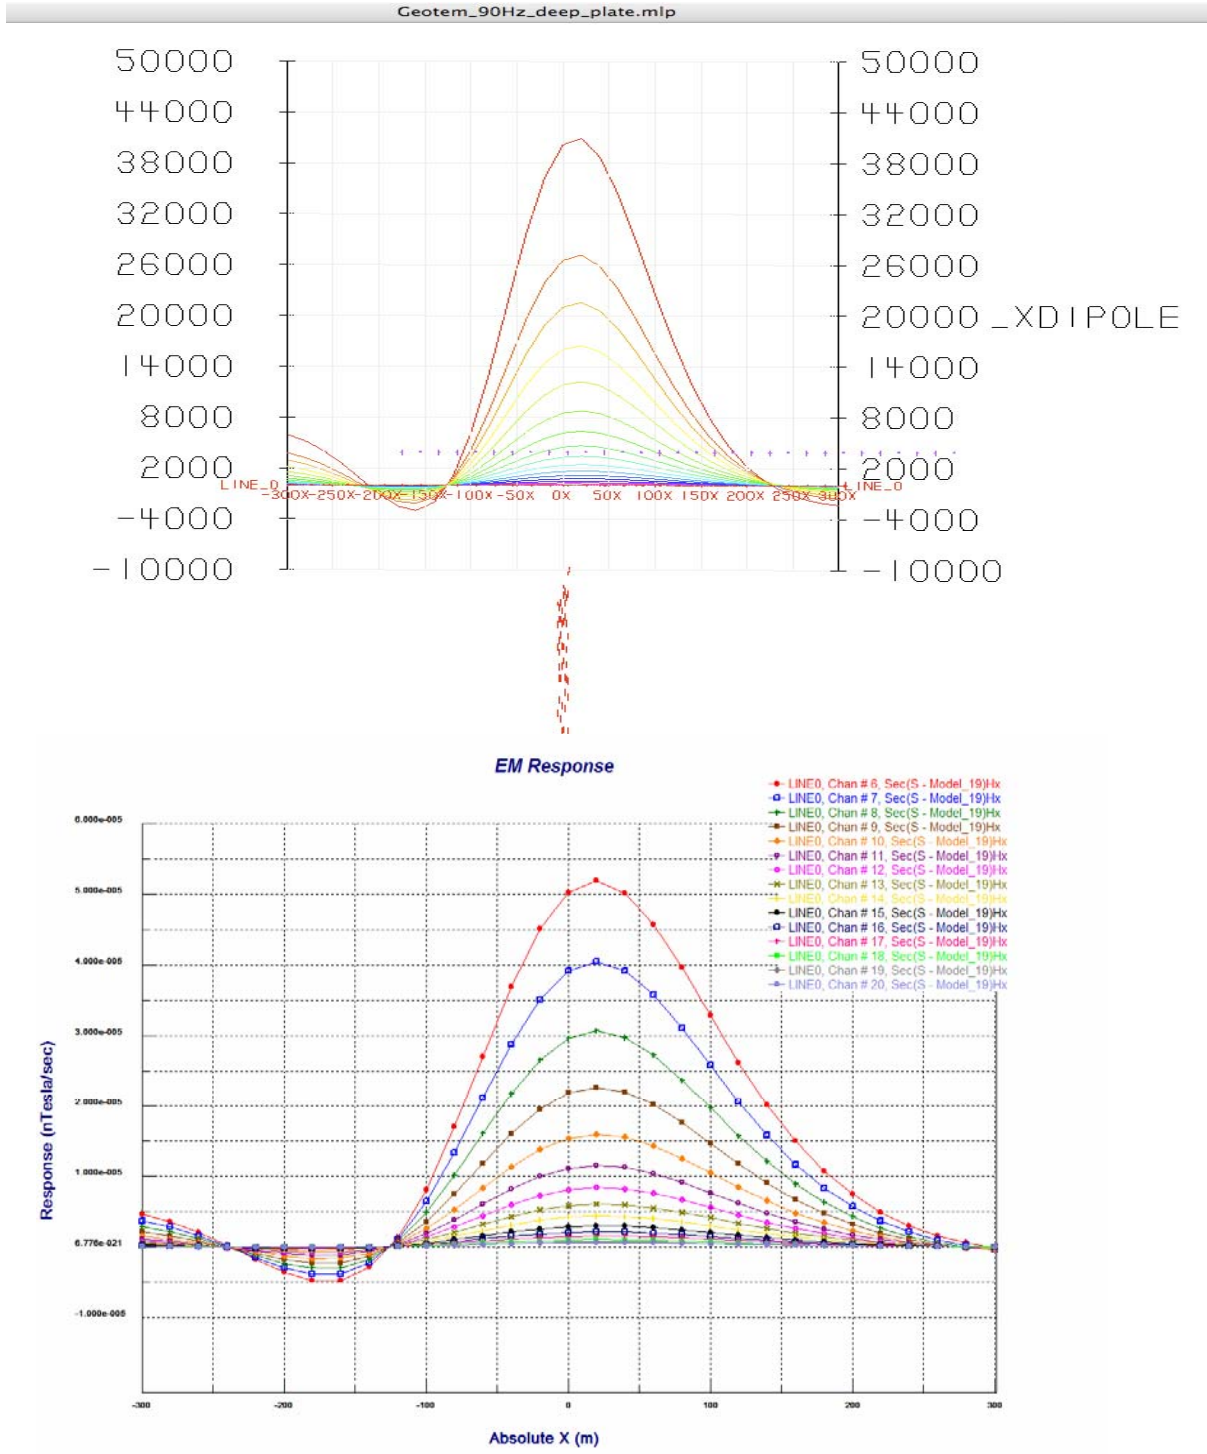 Geotem_90Hz_deep_plate.mlp
50000 50000
44000 44000
38000 38000
32000 32000
26000 26000
20000 20000 _XDIPOLE
14000 14000
8000 8000
2000 2000
LINE_0 LINE_0
-300X -250X -200X -150X -100X -50X 0X 50X 100X 150X 200X 250X 300X
-4000 -4000
-10000 -10000
EM Response
LINE0, Chan # 6, Sec(S - Model_19)Hx
LINE0, Chan # 7, Sec(S - Model_19)Hx
LINE0, Chan # 8, Sec(S - Model_19)Hx
LINE0, Chan # 9, Sec(S - Model_19)Hx
LINE0, Chan # 10, Sec(S - Model_19)Hx
LINE0, Chan # 11, Sec(S - Model_19)Hx
LINE0, Chan # 12, Sec(S - Model_19)Hx
LINE0, Chan # 13, Sec(S - Model_19)Hx
LINE0, Chan # 14, Sec(S - Model_19)Hx
LINE0, Chan # 15, Sec(S - Model_19)Hx
LINE0, Chan # 16, Sec(S - Model_19)Hx
LINE0, Chan # 17, Sec(S - Model_19)Hx
LINE0, Chan # 18, Sec(S - Model_19)Hx
LINE0, Chan # 19, Sec(S - Model_19)Hx
LINE0, Chan # 20, Sec(S - Model_19)Hx
5.000e-005
4.000e-005
3.000e-005
2.000e-005
1.000e-005
6.776e-021
-1.000e-005
Response (nTesla/sec)
-300 -200 -100 0 100 200 300
Absolute X (m)